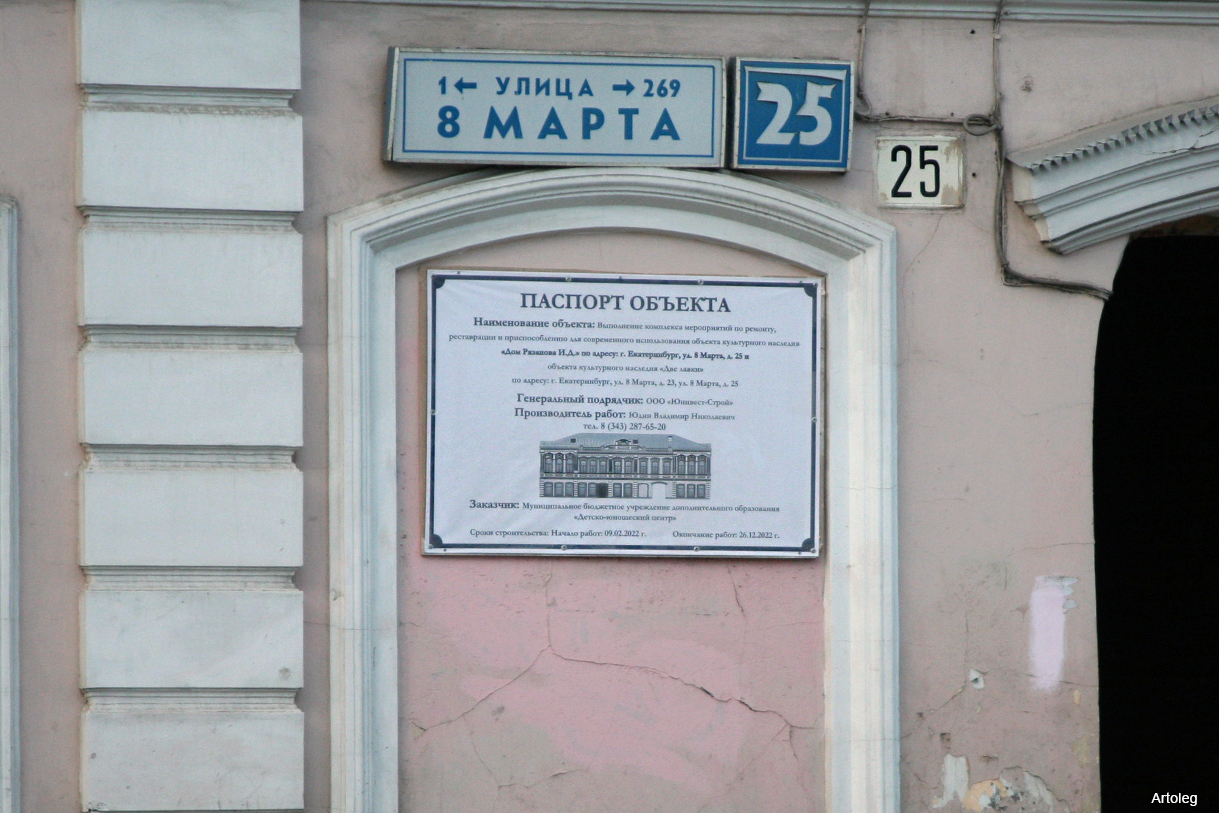 1 ← УЛИЦА → 269
8 МАРТА
25
25
ПАСПОРТ ОБЪЕКТА
Наименование объекта: Выполнение комплекса мероприятий по ремонту,
реставрации и приспособлению для современного использования объекта культурного наследия
«Дом Рязанова И.Д.» по адресу: г. Екатеринбург, ул. 8 Марта, д. 25 и
объекта культурного наследия «Две лавки»
по адресу: г. Екатеринбург, ул. 8 Марта, д. 23, ул. 8 Марта, д. 25
Генеральный подрядчик: ООО «Юнивест-Строй»
Производитель работ: Юдин Владимир Николаевич
тел. 8 (343) 287-65-20
Заказчик: Муниципальное бюджетное учреждение дополнительного образования
«Детско-юношеский центр»
Сроки строительства: Начало работ: 09.02.2022 г. Окончание работ: 26.12.2022 г.
Artoleg